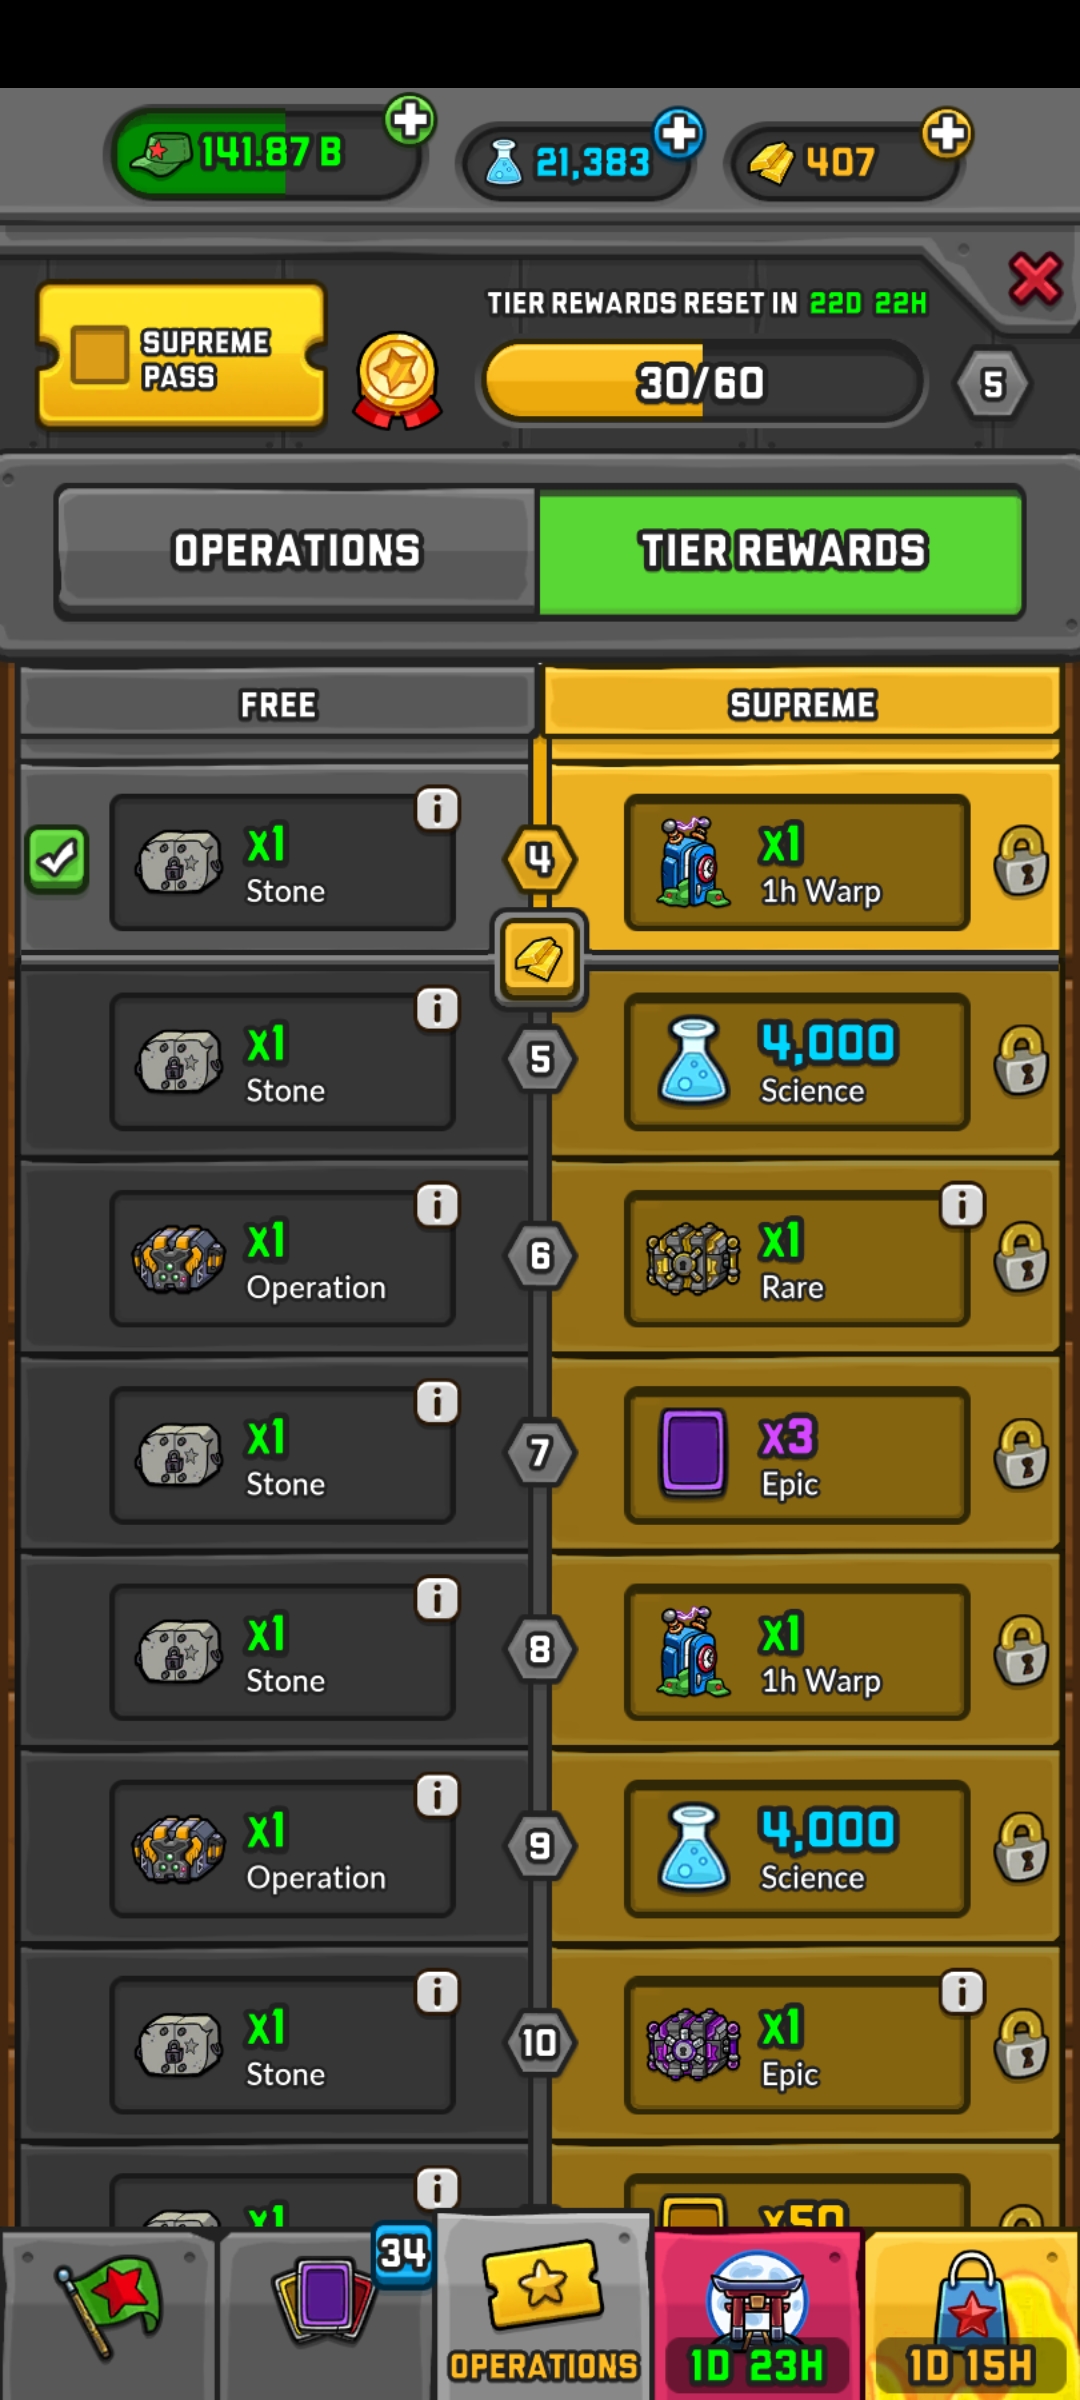 141.87 B
21,383
407
TIER REWARDS RESET IN 22D 22H
SUPREME
PASS
30/60
5
OPERATIONS
TIER REWARDS
FREE
SUPREME
x1
Stone
4
x1
1h Warp
x1
Stone
5
4,000
Science
x1
Operation
6
x1
Rare
x1
Stone
7
x3
Epic
x1
Stone
8
x1
1h Warp
x1
Operation
9
4,000
Science
x1
Stone
10
x1
Epic
x1
x50
34
OPERATIONS
1D 23H
1D 15H